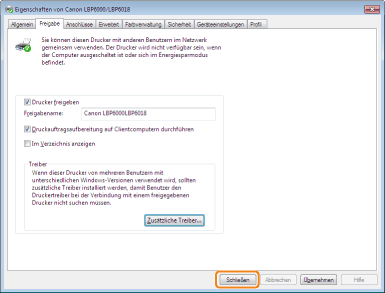 Eigenschaften von Canon LBP6000/LBP6018
Allgemein Freigabe Anschlüsse Erweitert Farbverwaltung Sicherheit Geräteeinstellungen Profil
Sie können diesen Drucker mit anderen Benutzern im Netzwerk
gemeinsam verwenden. Der Drucker wird nicht verfügbar sein, wenn
der Computer ausgeschaltet ist oder sich im Energiesparmodus
befindet.
Drucker freigeben
Freigabename: Canon LBP6000LBP6018
Druckauftragsaufbereitung auf Clientcomputern durchführen
Im Verzeichnis anzeigen
Treiber
Wenn dieser Drucker von mehreren Benutzern mit
unterschiedlichen Windows-Versionen verwendet wird, sollten
zusätzliche Treiber installiert werden, damit Benutzer den
Druckertreiber bei der Verbindung mit einem freigegebenen
Drucker nicht suchen müssen.
Zusätzliche Treiber...
Schließen Abbrechen Übernehmen Hilfe